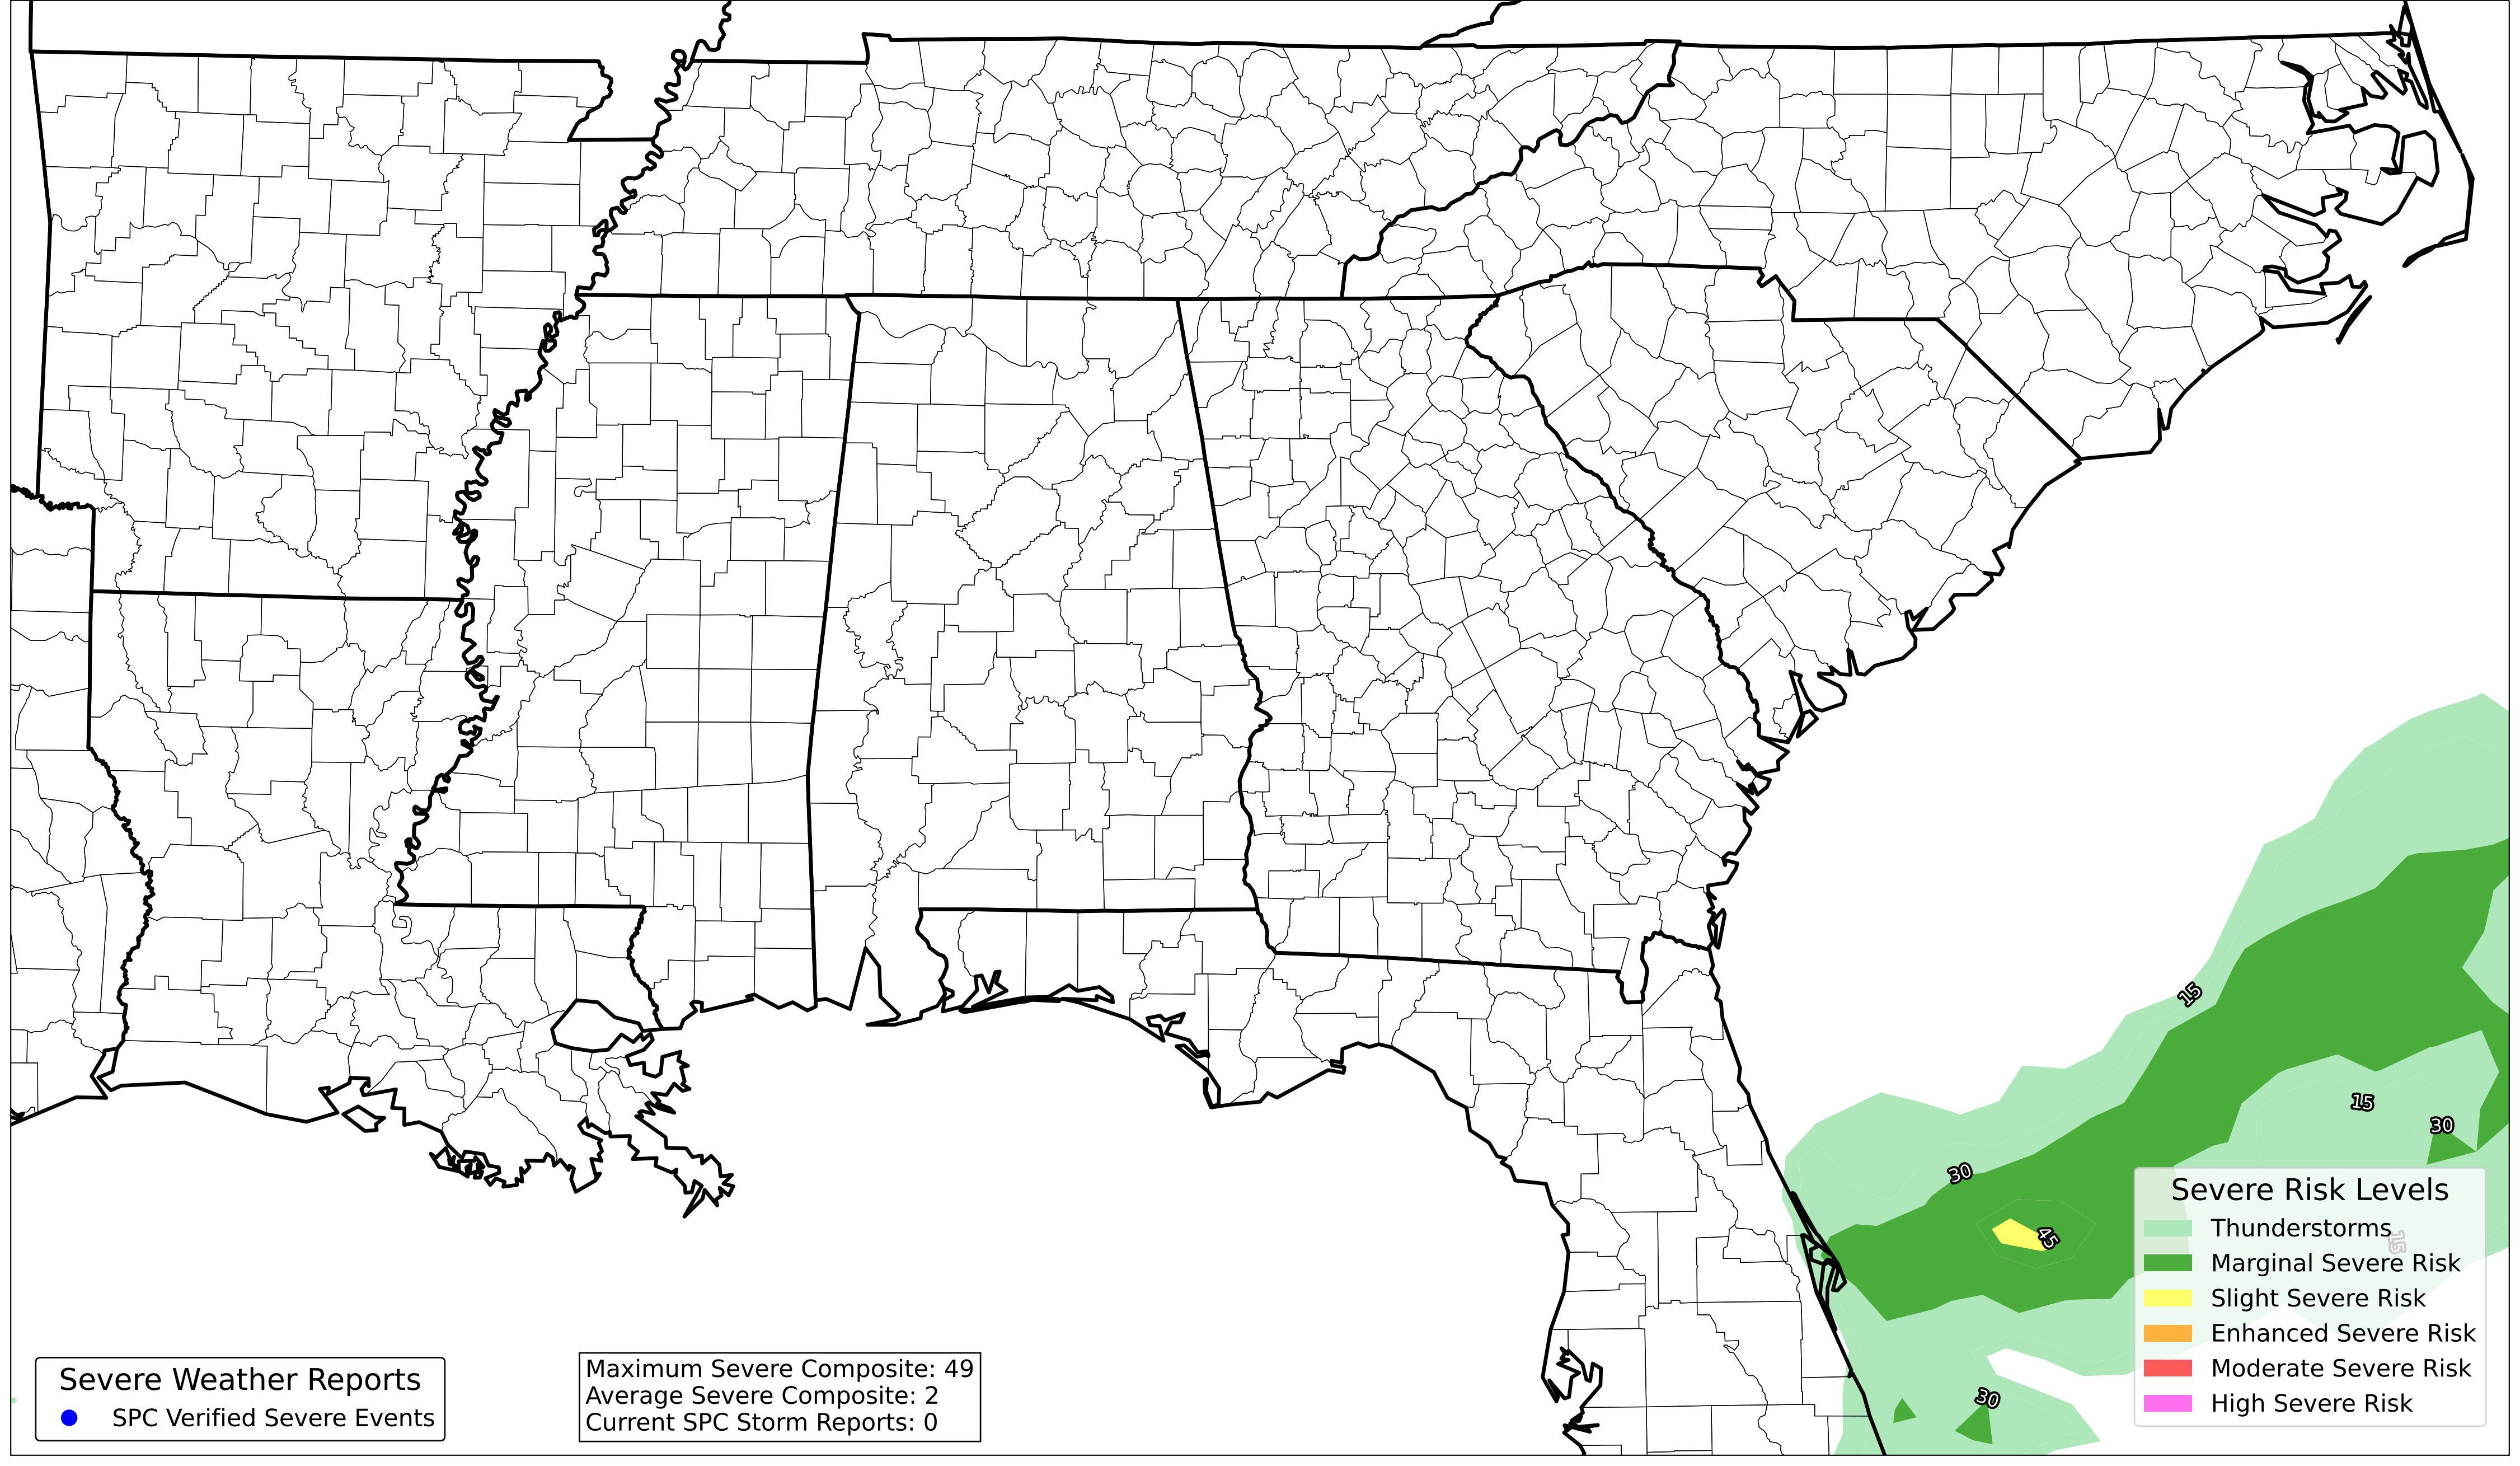 15
15
30
30
45
Severe Risk Levels
Thunderstorms
15
Marginal Severe Risk
Slight Severe Risk
Enhanced Severe Risk
Moderate Severe Risk
High Severe Risk
30
Severe Weather Reports
SPC Verified Severe Events
Maximum Severe Composite: 49
Average Severe Composite: 2
Current SPC Storm Reports: 0